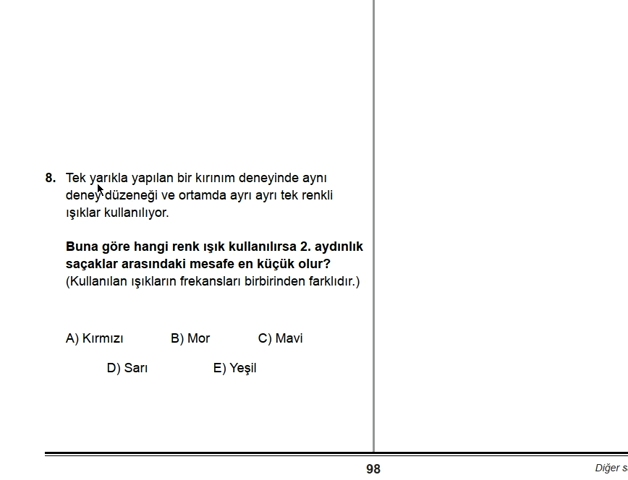 8. Tek yarıkla yapılan bir kırınım deneyinde aynı
deney düzeneği ve ortamda ayrı ayrı tek renkli
ışıklar kullanılıyor.
Buna göre hangi renk ışık kullanılırsa 2. aydınlık
saçaklar arasındaki mesafe en küçük olur?
(Kullanılan ışıkların frekansları birbirinden farklıdır.)
A) Kırmızı B) Mor C) Mavi
D) Sarı E) Yeşil
98
Diğer